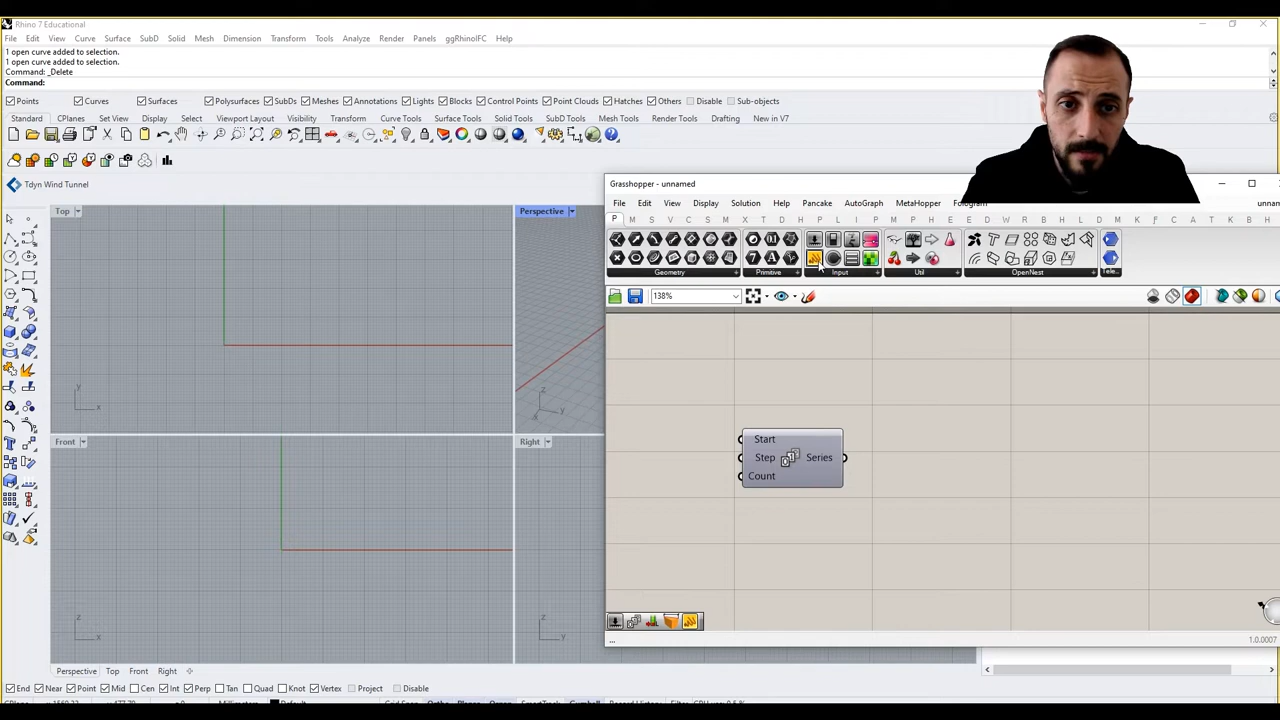 Rhino 7 Educational
File Edit View Curve Surface SubD Solid Mesh Dimension Transform Tools Analyze Render Panels ggRhinoIFC Help
1 open curve added to selection.
1 open curve added to selection.
Command: _Delete
Command:
Points Curves Surfaces Polysurfaces SubDs Meshes Annotations Lights Blocks Control Points Point Clouds Hatches Others Disable Sub-objects
Standard CPlanes Set View Display Select Viewport Layout Visibility Transform Curve Tools Surface Tools Solid Tools SubD Tools Mesh Tools Render Tools Drafting New in V7
Tdyn Wind Tunnel
Top
Perspective
Grasshopper - unnamed
File Edit View Display Solution Help Pancake AutoGraph MetaHopper
P M S V C S M
Geometry Primitive Input Util OpenNest Tele..
138%
Start
Step
Count
Series
y
x
z
y
x
Front
Right
z
x
z
y
...
1.0.0007
Perspective Top Front Right
End Near Point Mid Cen Int Perp Tan Quad Knot Vertex Project Disable